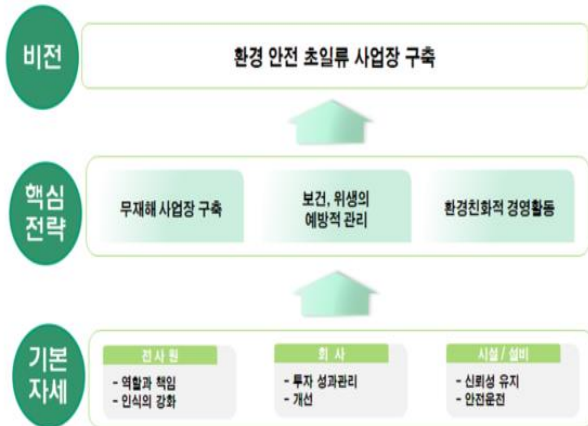 비전
환경 안전 초일류 사업장 구축
핵심
전략
무재해 사업장 구축
보건, 위생의
예방적 관리
환경친화적 경영활동
기본
자세
전 사 원
- 역할과 책임
- 인식의 강화
회 사
- 투자 성과관리
- 개선
시설 / 설비
- 신뢰성 유지
- 안전운전